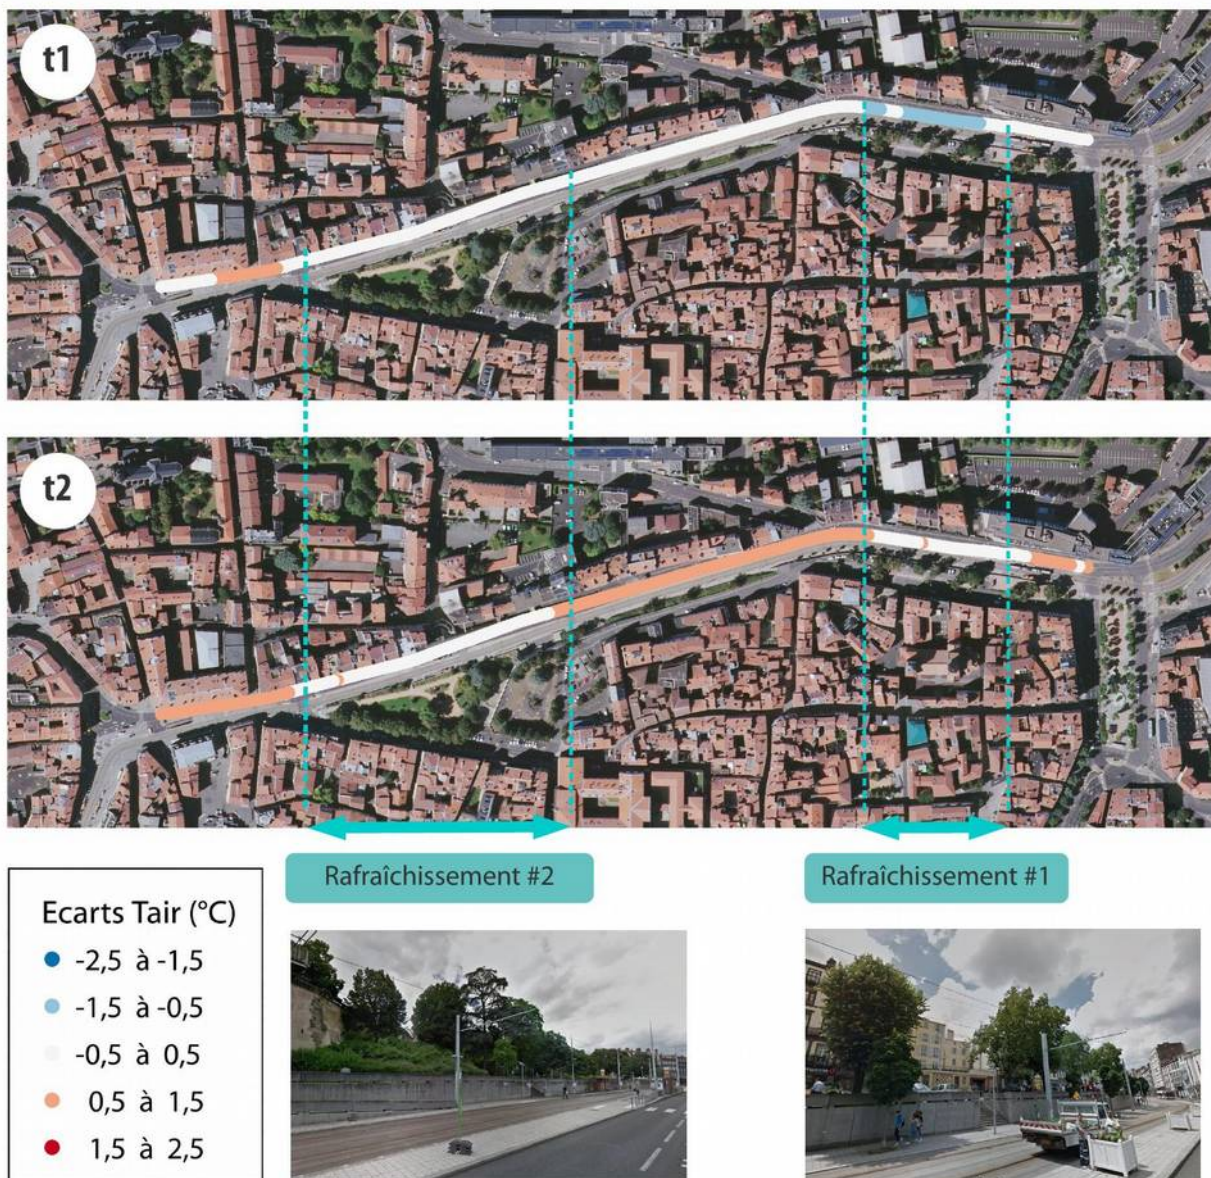 t1
t2
Rafraîchissement #2
Rafraîchissement #1
Ecarts Tair (°C)
-2,5 à -1,5
-1,5 à -0,5
-0,5 à 0,5
0,5 à 1,5
1,5 à 2,5